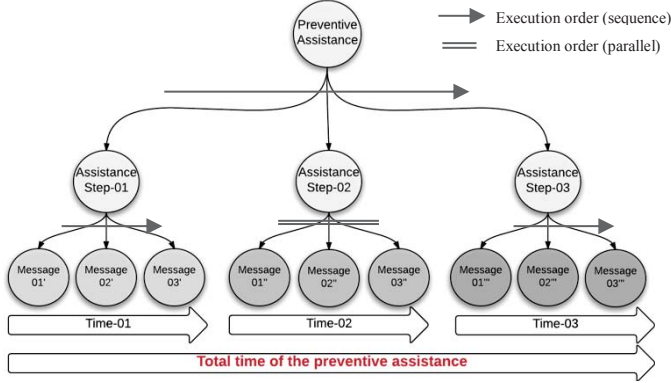 Preventive
Assistance
Execution order (sequence)
Execution order (parallel)
Assistance
Step-01
Assistance
Step-02
Assistance
Step-03
Message
01'
Message
02'
Message
03'
Message
01"
Message
02"
Message
03"
Message
01'"
Message
02'"
Message
03'"
Time-01
Time-02
Time-03
Total time of the preventive assistance